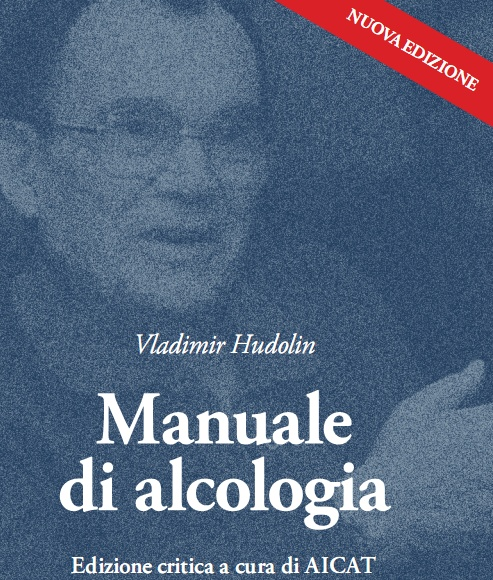 NUOVA EDIZIONE
Vladimir Hudolin
Manuale
di alcologia
Edizione critica a cura di AICAT